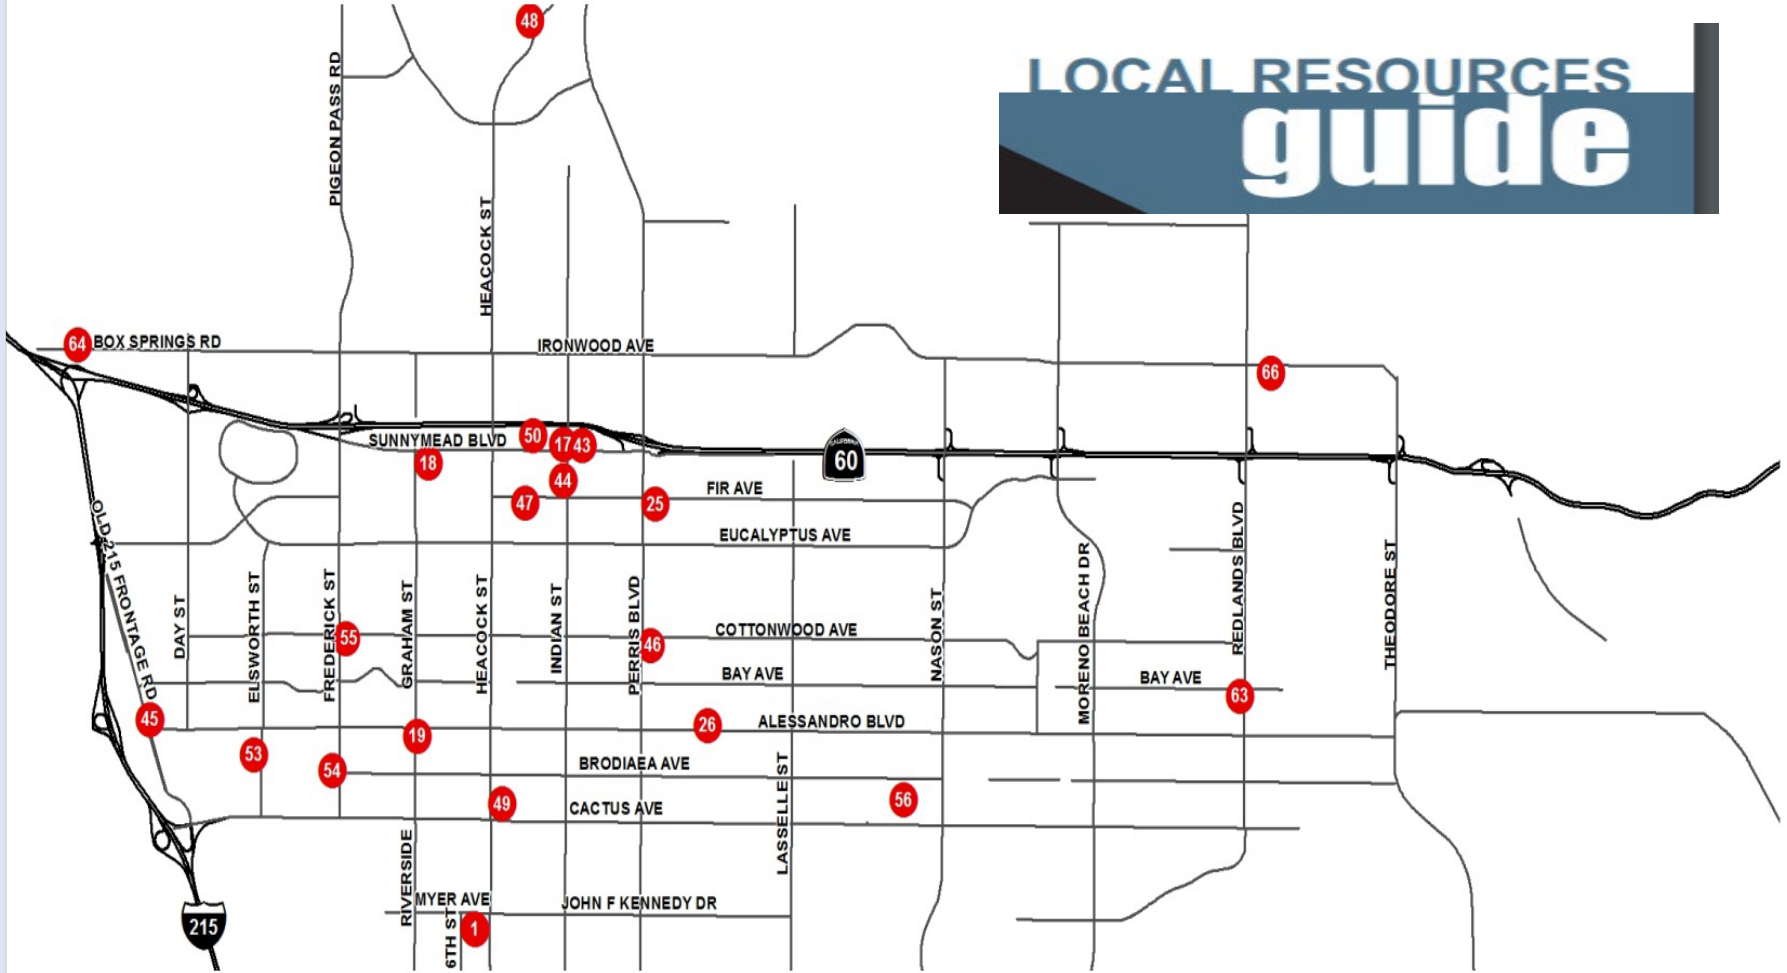 48
LOCAL RESOURCES
guide
PIGEON PASS RD
HEACOCK ST
64
BOX SPRINGS RD
IRONWOOD AVE
66
SUNNYMEAD BLVD
50
17
43
18
CALIFORNIA
60
44
47
25
FIR AVE
EUCALYPTUS AVE
OLD 215 FRONTAGE RD
DAY ST
ELSWORTH ST
FREDERICK ST
GRAHAM ST
HEACOCK ST
INDIAN ST
PERRIS BLVD
NASON ST
MORENO BEACH DR
REDLANDS BLVD
THEODORE ST
55
46
COTTONWOOD AVE
BAY AVE
BAY AVE
63
45
19
26
ALESSANDRO BLVD
53
54
BRODIAEA AVE
49
CACTUS AVE
56
LASSELLE ST
RIVERSIDE
MYER AVE
JOHN F KENNEDY DR
6TH ST
1
215